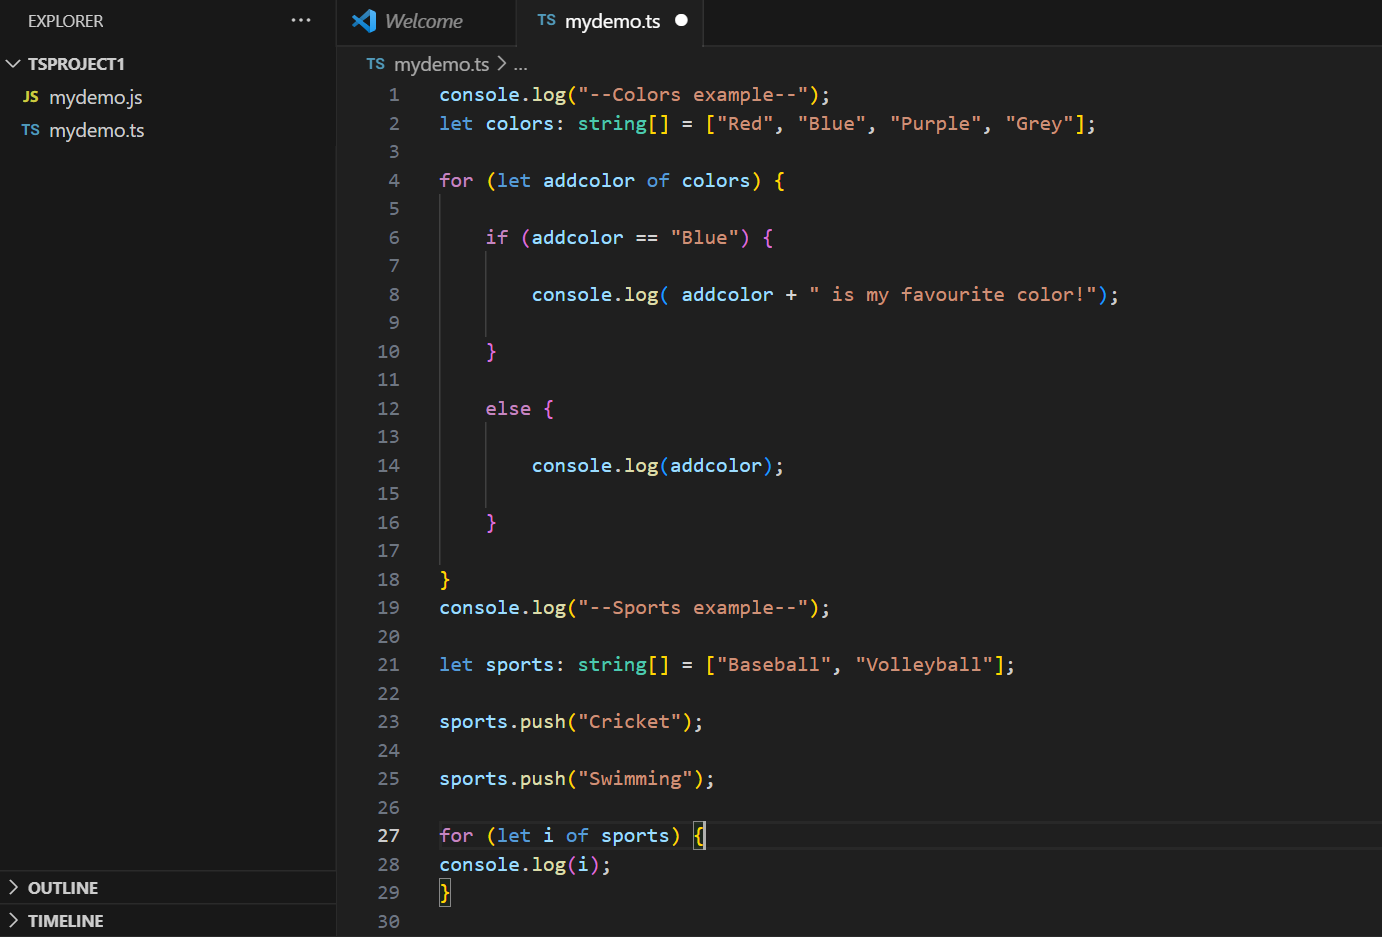 EXPLORER ···
TSPROJECT1
JS mydemo.js
TS mydemo.ts
OUTLINE
TIMELINE
Welcome
TS mydemo.ts
TS mydemo.ts > ...
1 console.log("--Colors example--");
2 let colors: string[] = ["Red", "Blue", "Purple", "Grey"];
3
4 for (let addcolor of colors) {
5
6 if (addcolor == "Blue") {
7
8 console.log( addcolor + " is my favourite color!");
9
10 }
11
12 else {
13
14 console.log(addcolor);
15
16 }
17
18 }
19 console.log("--Sports example--");
20
21 let sports: string[] = ["Baseball", "Volleyball"];
22
23 sports.push("Cricket");
24
25 sports.push("Swimming");
26
27 for (let i of sports) {
28 console.log(i);
29 }
30